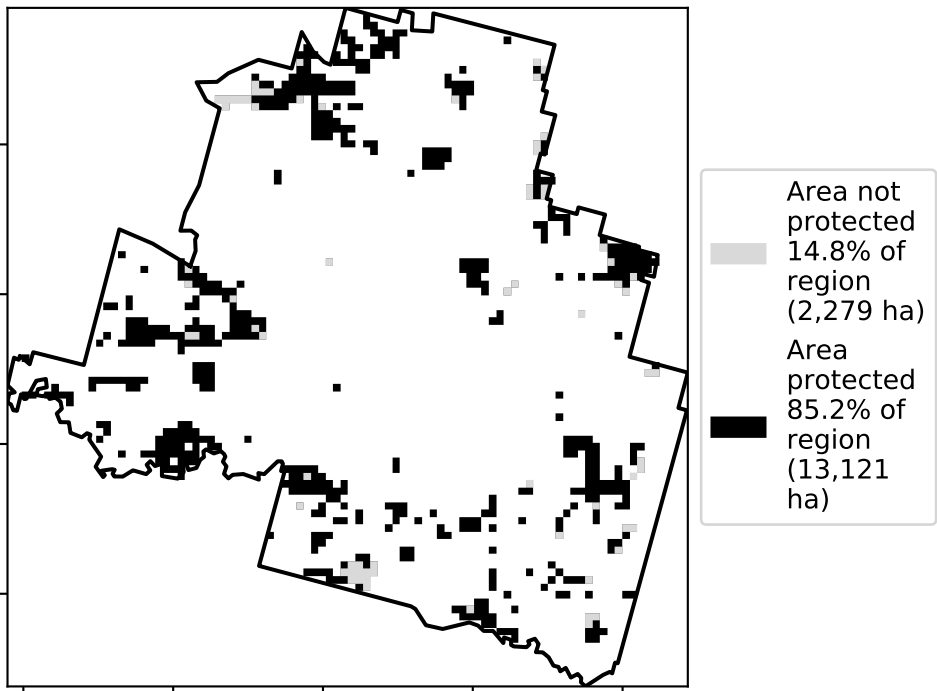 Area not
protected
14.8% of
region
(2,279 ha)
Area
protected
85.2% of
region
(13,121
ha)